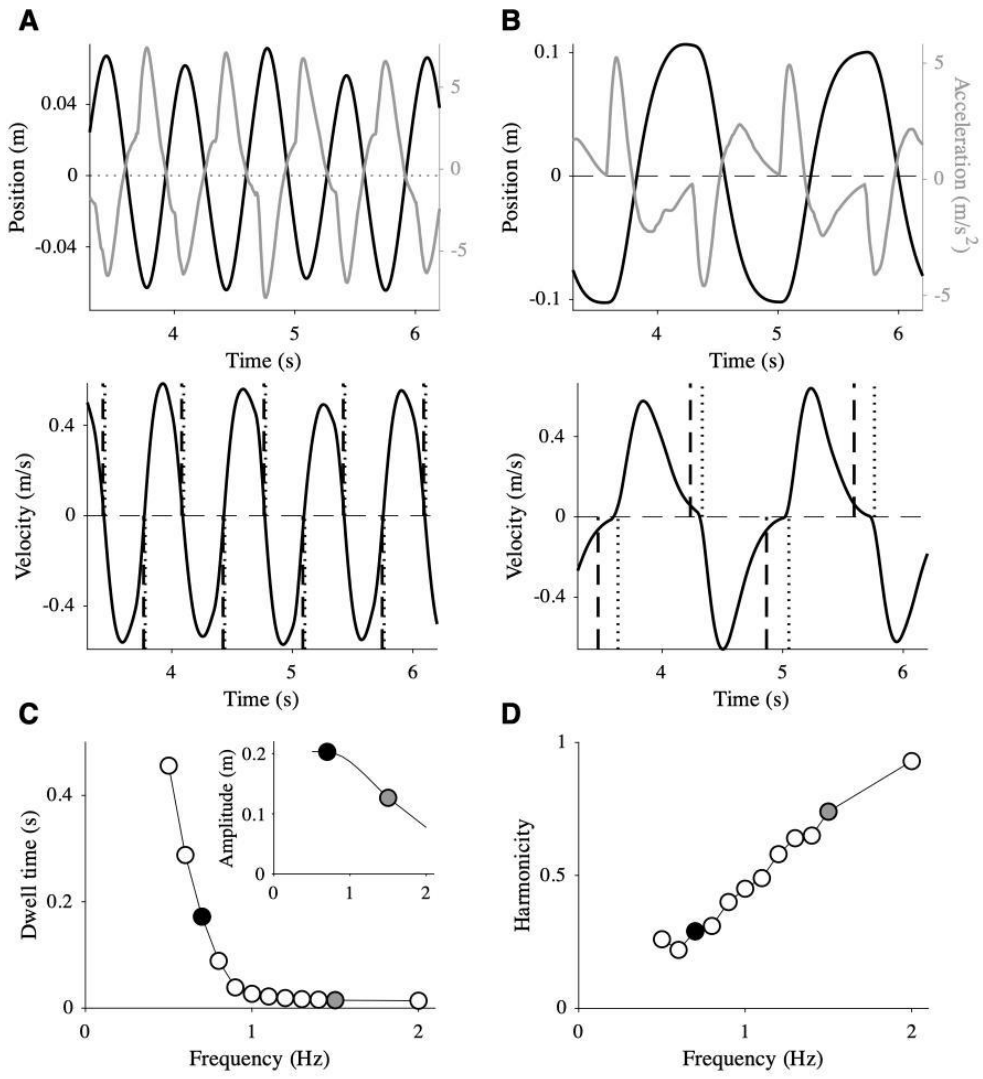 A
B
Position (m)
0.04
0
-0.04
5
0
-5
4
5
6
Time (s)
Position (m)
0.1
0
-0.1
5
0
-5
Acceleration (m/s2)
4
5
6
Time (s)
Velocity (m/s)
0.4
0
-0.4
4
5
6
Time (s)
Velocity (m/s)
0.4
0
-0.4
4
5
6
Time (s)
C
D
Dwell time (s)
0.4
0.2
0
0
1
2
Frequency (Hz)
Amplitude (m)
0.2
0.1
0
0
1
2
Harmonicity
1
0.5
0
0
1
2
Frequency (Hz)